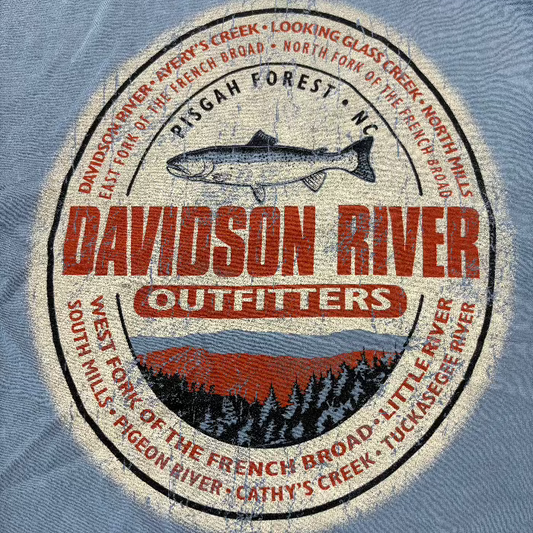 DAVIDSON RIVER • AVERY'S CREEK • LOOKING GLASS CREEK • NORTH MILLS
EAST FORK OF THE FRENCH BROAD • NORTH FORK OF THE FRENCH BROAD
PISGAH FOREST • NC
DAVIDSON RIVER
OUTFITTERS
WEST FORK OF THE FRENCH BROAD • LITTLE RIVER
SOUTH MILLS • PIGEON RIVER • CATHY'S CREEK • TUCKASEGEE RIVER